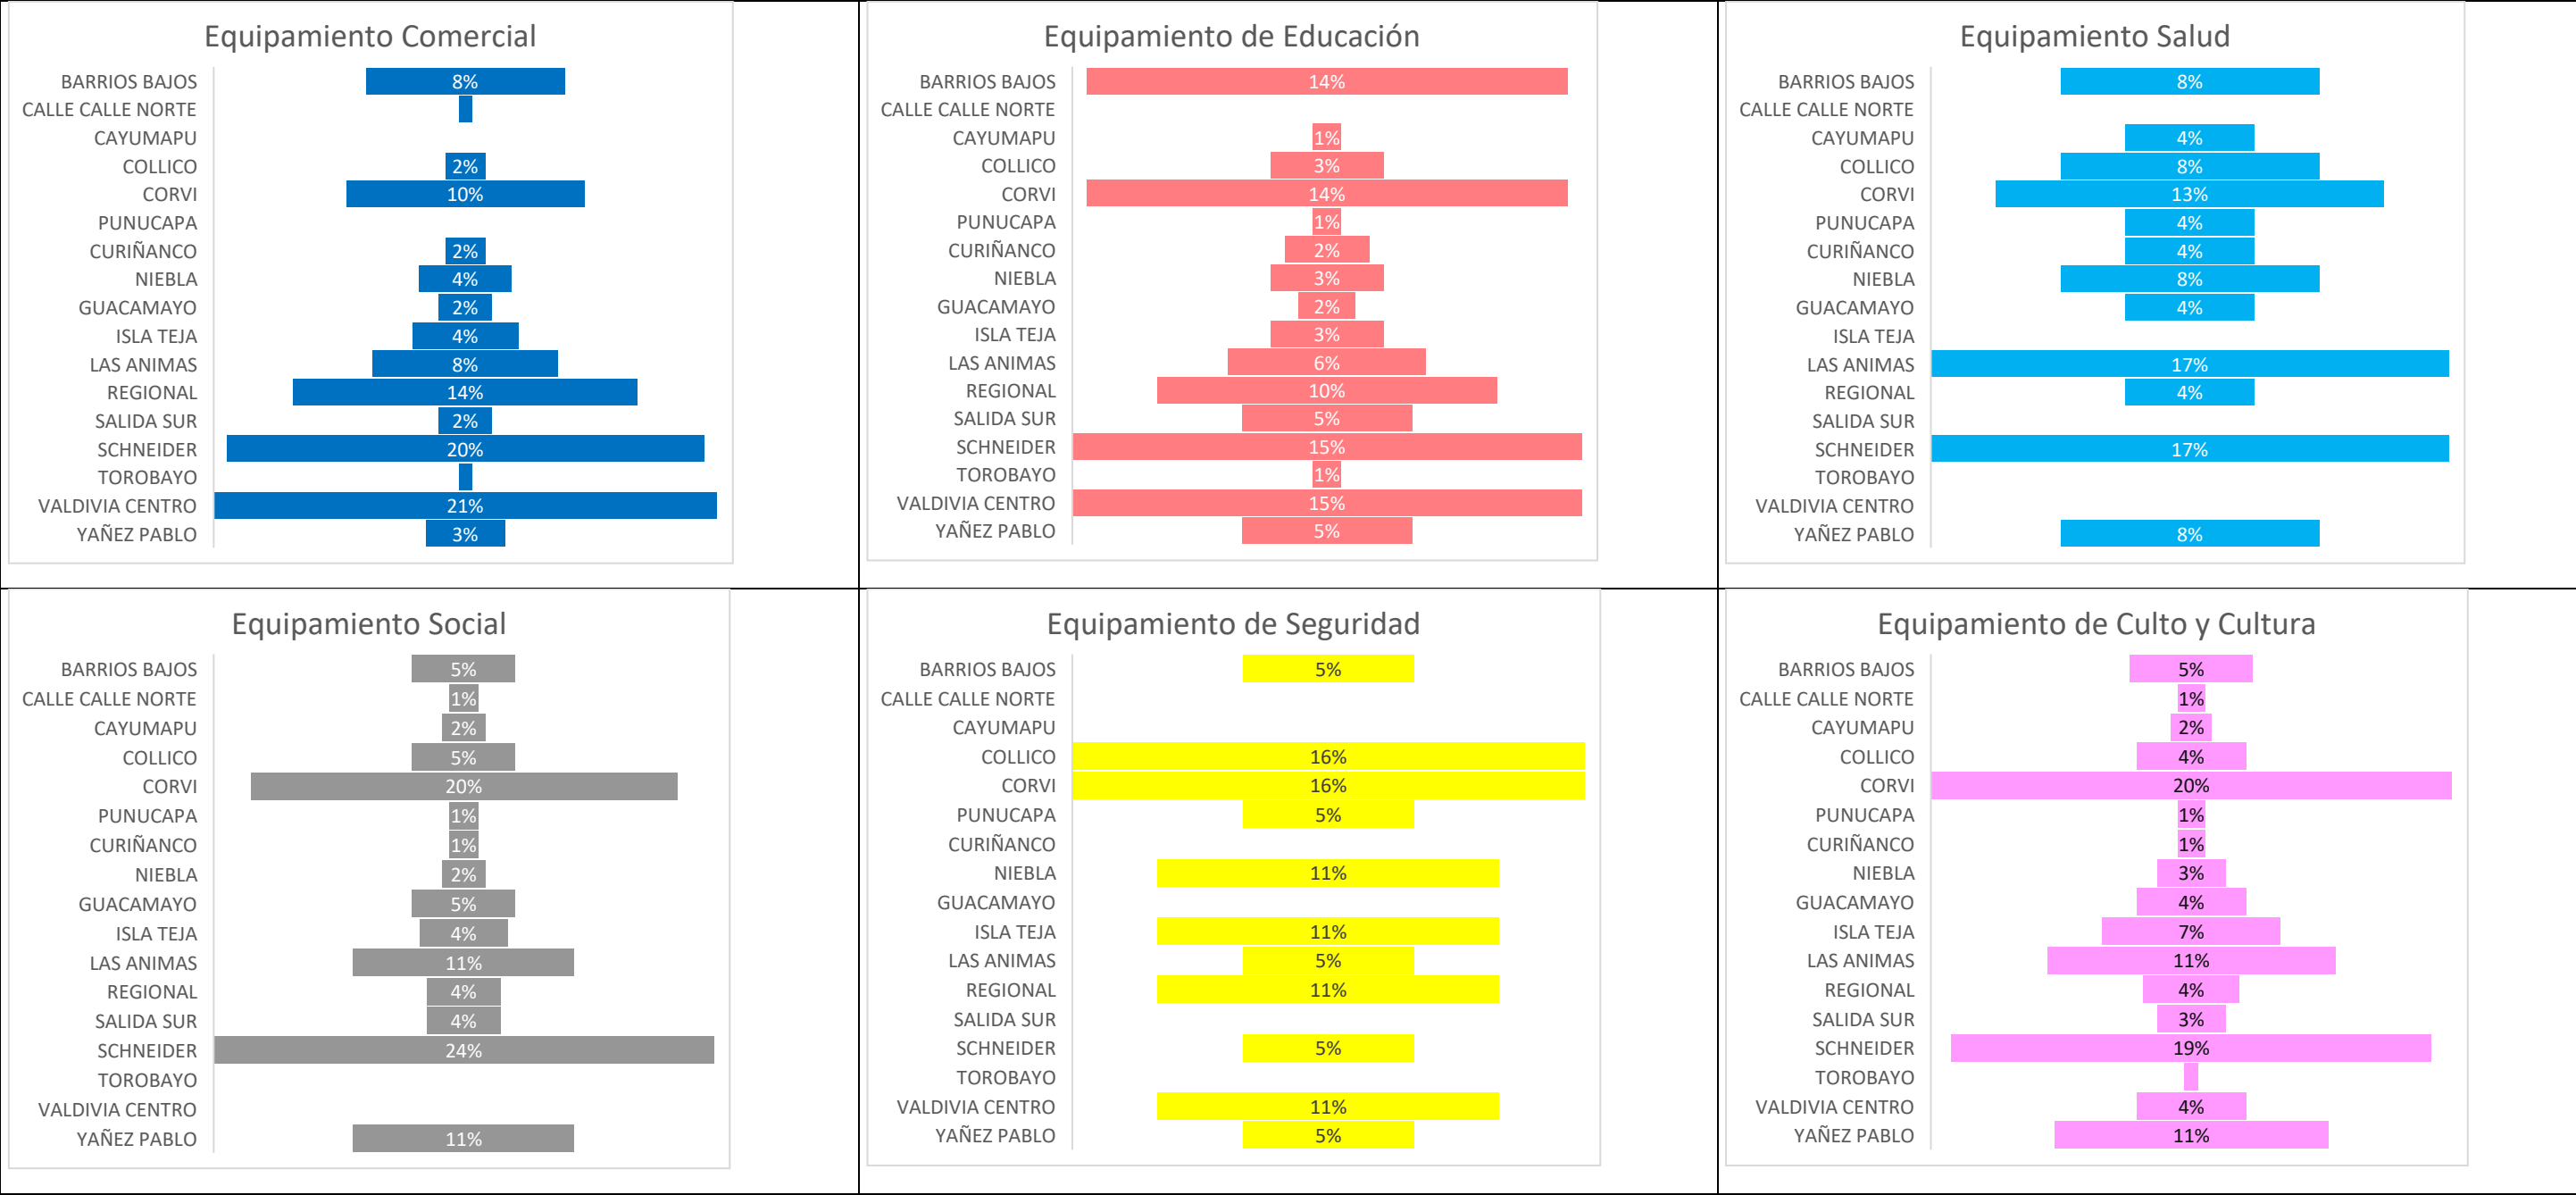 Equipamiento Comercial
BARRIOS BAJOS 8%
CALLE CALLE NORTE
CAYUMAPU
COLLICO 2%
CORVI 10%
PUNUCAPA
CURIÑANCO 2%
NIEBLA 4%
GUACAMAYO 2%
ISLA TEJA 4%
LAS ANIMAS 8%
REGIONAL 14%
SALIDA SUR 2%
SCHNEIDER 20%
TOROBAYO
VALDIVIA CENTRO 21%
YAÑEZ PABLO 3%
Equipamiento de Educación
BARRIOS BAJOS 14%
CALLE CALLE NORTE
CAYUMAPU 1%
COLLICO 3%
CORVI 14%
PUNUCAPA 1%
CURIÑANCO 2%
NIEBLA 3%
GUACAMAYO 2%
ISLA TEJA 3%
LAS ANIMAS 6%
REGIONAL 10%
SALIDA SUR 5%
SCHNEIDER 15%
TOROBAYO 1%
VALDIVIA CENTRO 15%
YAÑEZ PABLO 5%
Equipamiento Salud
BARRIOS BAJOS 8%
CALLE CALLE NORTE
CAYUMAPU 4%
COLLICO 8%
CORVI 13%
PUNUCAPA 4%
CURIÑANCO 4%
NIEBLA 8%
GUACAMAYO 4%
ISLA TEJA
LAS ANIMAS 17%
REGIONAL 4%
SALIDA SUR
SCHNEIDER 17%
TOROBAYO
VALDIVIA CENTRO
YAÑEZ PABLO 8%
Equipamiento Social
BARRIOS BAJOS 5%
CALLE CALLE NORTE 1%
CAYUMAPU 2%
COLLICO 5%
CORVI 20%
PUNUCAPA 1%
CURIÑANCO 1%
NIEBLA 2%
GUACAMAYO 5%
ISLA TEJA 4%
LAS ANIMAS 11%
REGIONAL 4%
SALIDA SUR 4%
SCHNEIDER 24%
TOROBAYO
VALDIVIA CENTRO
YAÑEZ PABLO 11%
Equipamiento de Seguridad
BARRIOS BAJOS 5%
CALLE CALLE NORTE
CAYUMAPU
COLLICO 16%
CORVI 16%
PUNUCAPA 5%
CURIÑANCO
NIEBLA 11%
GUACAMAYO
ISLA TEJA 11%
LAS ANIMAS 5%
REGIONAL 11%
SALIDA SUR
SCHNEIDER 5%
TOROBAYO
VALDIVIA CENTRO 11%
YAÑEZ PABLO 5%
Equipamiento de Culto y Cultura
BARRIOS BAJOS 5%
CALLE CALLE NORTE 1%
CAYUMAPU 2%
COLLICO 4%
CORVI 20%
PUNUCAPA 1%
CURIÑANCO 1%
NIEBLA 3%
GUACAMAYO 4%
ISLA TEJA 7%
LAS ANIMAS 11%
REGIONAL 4%
SALIDA SUR 3%
SCHNEIDER 19%
TOROBAYO
VALDIVIA CENTRO 4%
YAÑEZ PABLO 11%